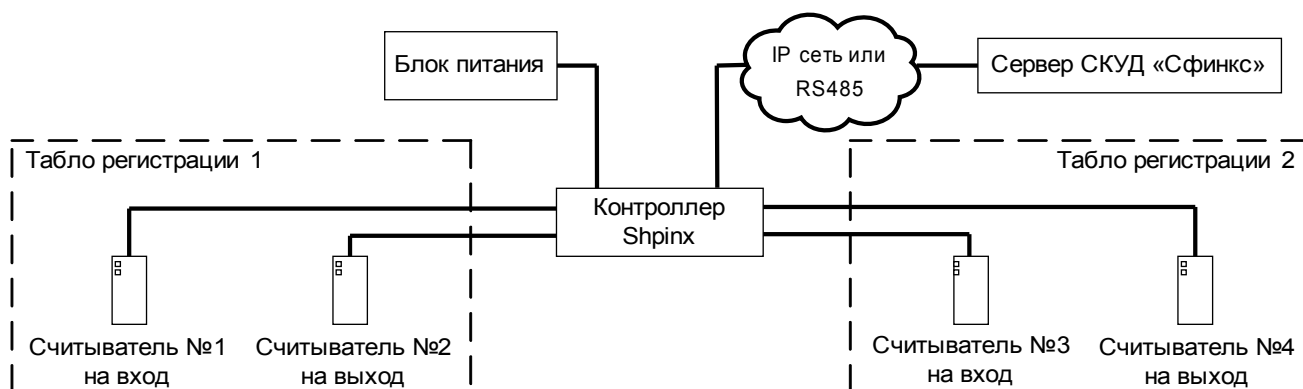 Блок питания
IP сеть или
RS485
Сервер СКУД «Сфинкс»
Табло регистрации 1
Табло регистрации 2
Контроллер
Shpinx
Считыватель №1
на вход
Считыватель №2
на выход
Считыватель №3
на вход
Считыватель №4
на выход